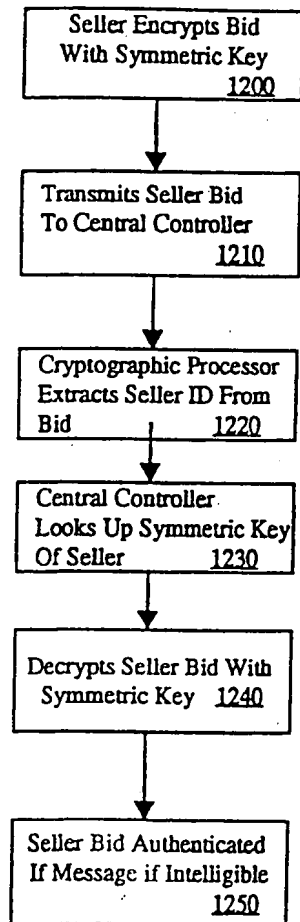 Seller Encrypts Bid
With Symmetric Key
1200
Transmits Seller Bid
To Central Controller
1210
Cryptographic Processor
Extracts Seller ID From
Bid 1220
Central Controller
Looks Up Symmetric Key
Of Seller 1230
Decrypts Seller Bid With
Symmetric Key 1240
Seller Bid Authenticated
If Message if Intelligible
1250